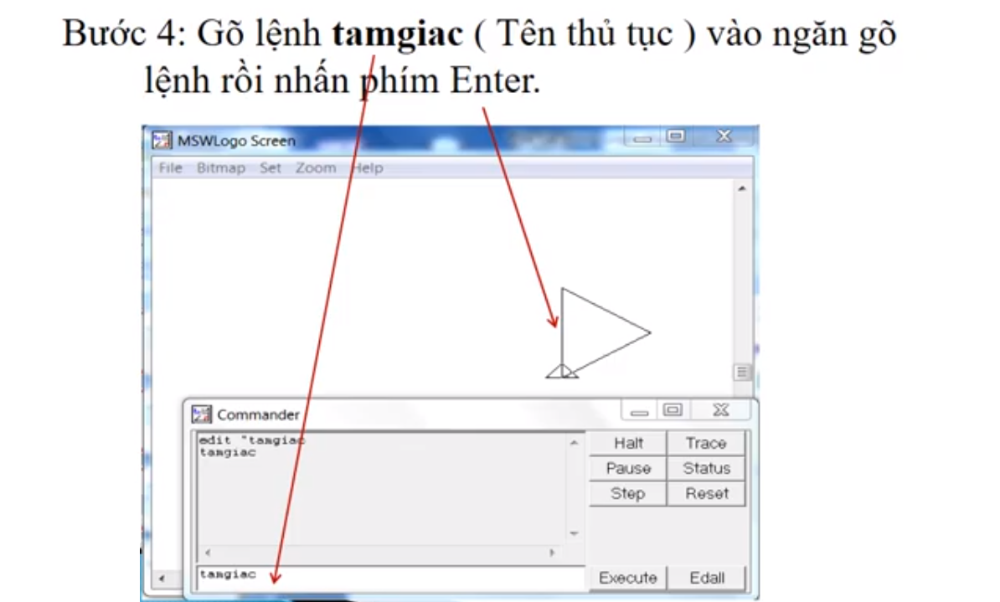 Bước 4: Gõ lệnh tamgiac ( Tên thủ tục ) vào ngăn gõ
lệnh rồi nhấn phím Enter.
MSWLogo Screen
File Bitmap Set Zoom Help
Commander
edit "tamgiac
tamgiac
Halt Trace
Pause Status
Step Reset
tamgiac
Execute Edall